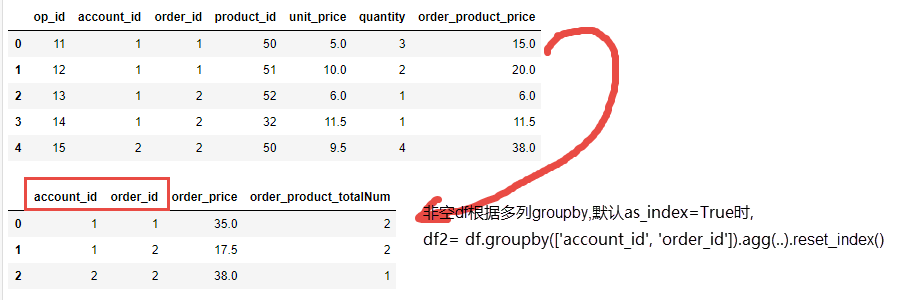 op_id account_id order_id product_id unit_price quantity order_product_price
0 11 1 1 50 5.0 3 15.0
1 12 1 1 51 10.0 2 20.0
2 13 1 2 52 6.0 1 6.0
3 14 1 2 32 11.5 1 11.5
4 15 2 2 50 9.5 4 38.0
account_id order_id order_price order_product_totalNum
0 1 1 35.0 2
1 1 2 17.5 2
2 2 2 38.0 1
非空df根据多列groupby,默认as_index=True时,
df2= df.groupby(['account_id', 'order_id']).agg(..).reset_index()